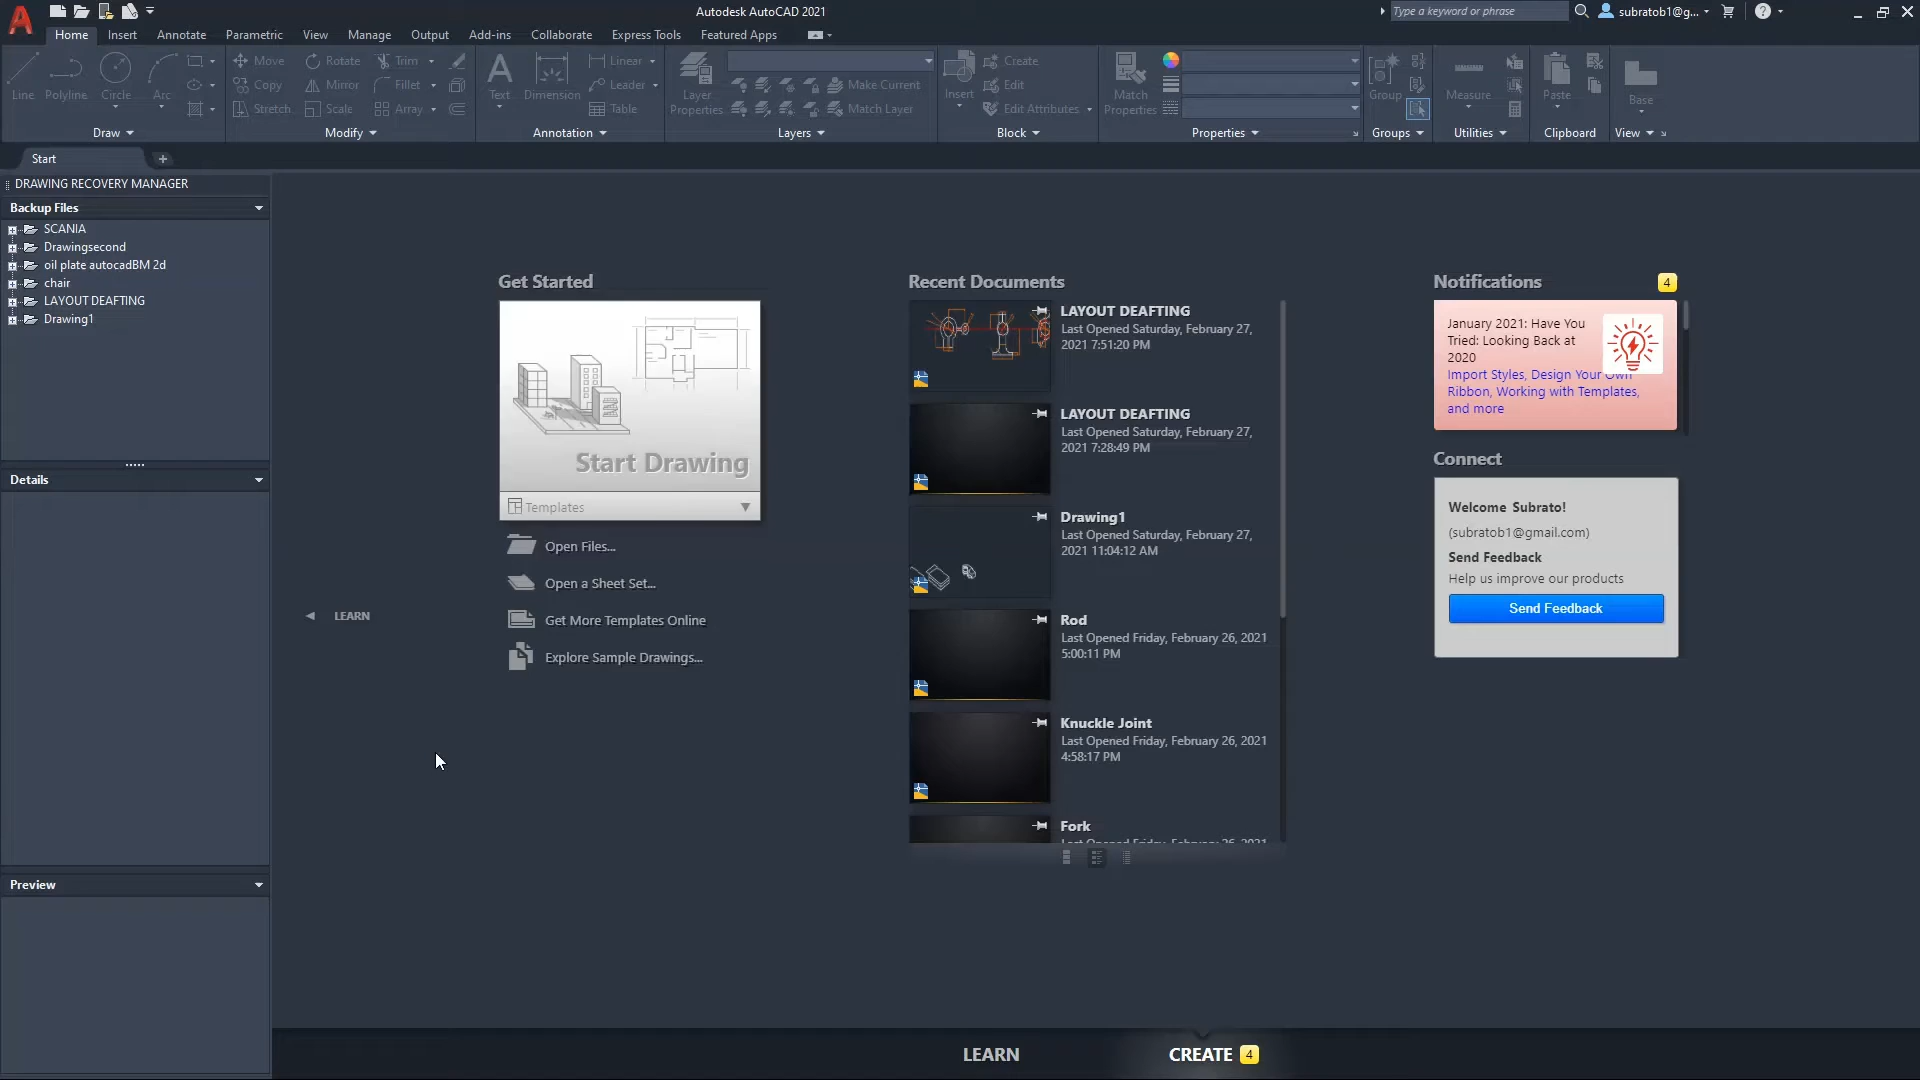 Autodesk AutoCAD 2021
Type a keyword or phrase
subratob1@g...
Home Insert Annotate Parametric View Manage Output Add-ins Collaborate Express Tools Featured Apps
Line Polyline Circle Arc
Draw
Move Rotate Trim
Copy Mirror Fillet
Stretch Scale Array
Modify
Text Dimension
Linear
Leader
Table
Annotation
Layer Properties
Make Current
Match Layer
Layers
Insert
Create
Edit
Edit Attributes
Block
Match Properties
Properties
Group
Groups
Measure
Utilities
Paste
Clipboard
Base
View
Start
DRAWING RECOVERY MANAGER
Backup Files
SCANIA
Drawingsecond
oil plate autocadBM 2d
chair
LAYOUT DEAFTING
Drawing1
Details
Preview
LEARN
Get Started
Start Drawing
Templates
Open Files...
Open a Sheet Set...
Get More Templates Online
Explore Sample Drawings...
Recent Documents
LAYOUT DEAFTING
Last Opened Saturday, February 27,
2021 7:51:20 PM
LAYOUT DEAFTING
Last Opened Saturday, February 27,
2021 7:28:49 PM
Drawing1
Last Opened Saturday, February 27,
2021 11:04:12 AM
Rod
Last Opened Friday, February 26, 2021
5:00:11 PM
Knuckle Joint
Last Opened Friday, February 26, 2021
4:58:17 PM
Fork
Last Opened Friday, February 26, 2021
Notifications 4
January 2021: Have You
Tried: Looking Back at
2020
Import Styles, Design Your Own
Ribbon, Working with Templates,
and more
Connect
Welcome Subrato!
(subratob1@gmail.com)
Send Feedback
Help us improve our products
Send Feedback
LEARN CREATE 4